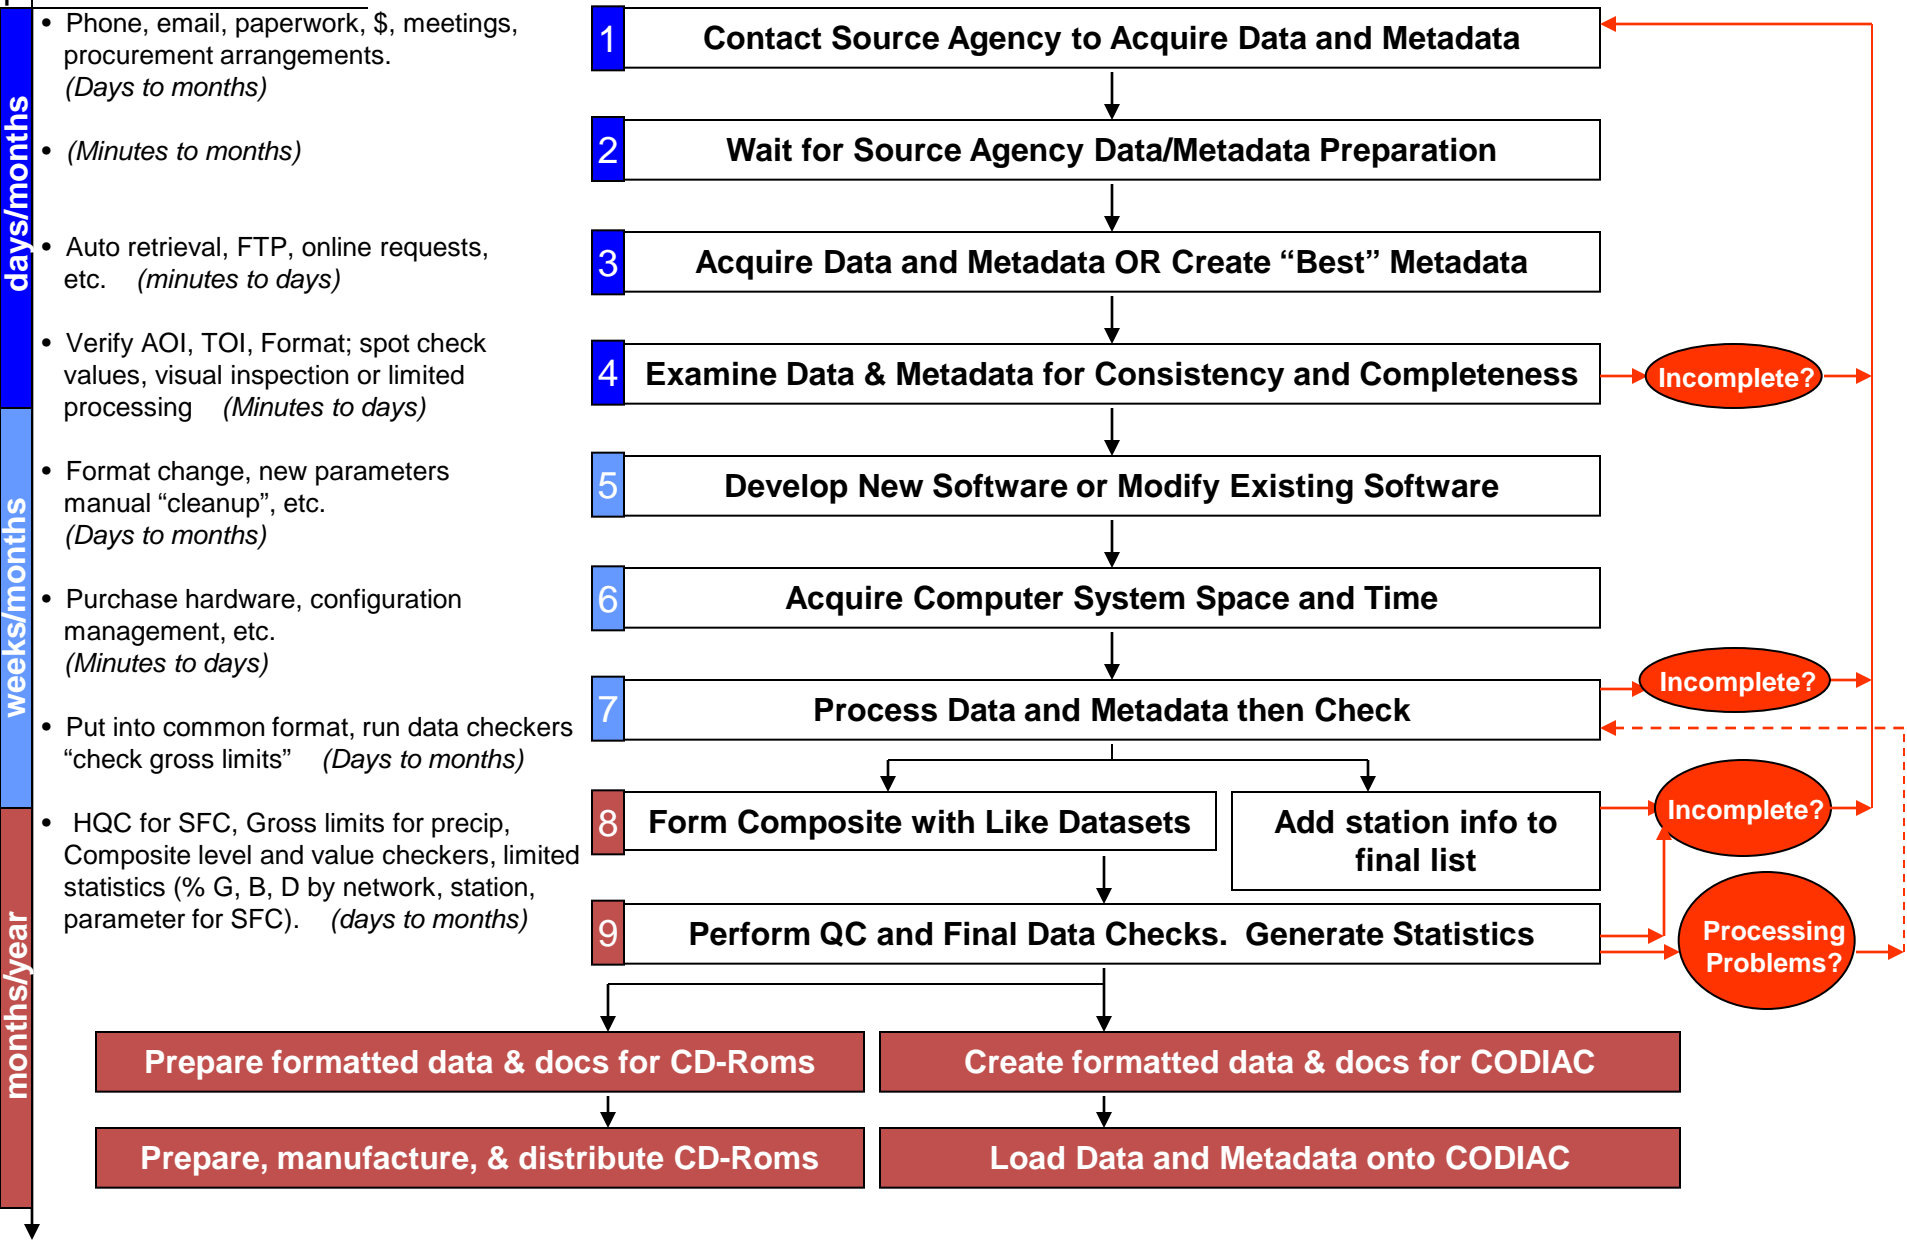 days/months
weeks/months
months/year
• Phone, email, paperwork, $, meetings,
procurement arrangements.
(Days to months)
• (Minutes to months)
• Auto retrieval, FTP, online requests,
etc. (minutes to days)
• Verify AOI, TOI, Format; spot check
values, visual inspection or limited
processing (Minutes to days)
• Format change, new parameters
manual “cleanup”, etc.
(Days to months)
• Purchase hardware, configuration
management, etc.
(Minutes to days)
• Put into common format, run data checkers
“check gross limits” (Days to months)
• HQC for SFC, Gross limits for precip,
Composite level and value checkers, limited
statistics (% G, B, D by network, station,
parameter for SFC). (days to months)
1 Contact Source Agency to Acquire Data and Metadata
2 Wait for Source Agency Data/Metadata Preparation
3 Acquire Data and Metadata OR Create “Best” Metadata
4 Examine Data & Metadata for Consistency and Completeness
Incomplete?
5 Develop New Software or Modify Existing Software
6 Acquire Computer System Space and Time
7 Process Data and Metadata then Check
Incomplete?
8 Form Composite with Like Datasets
Add station info to
final list
Incomplete?
9 Perform QC and Final Data Checks. Generate Statistics
Processing
Problems?
Prepare formatted data & docs for CD-Roms
Create formatted data & docs for CODIAC
Prepare, manufacture, & distribute CD-Roms
Load Data and Metadata onto CODIAC